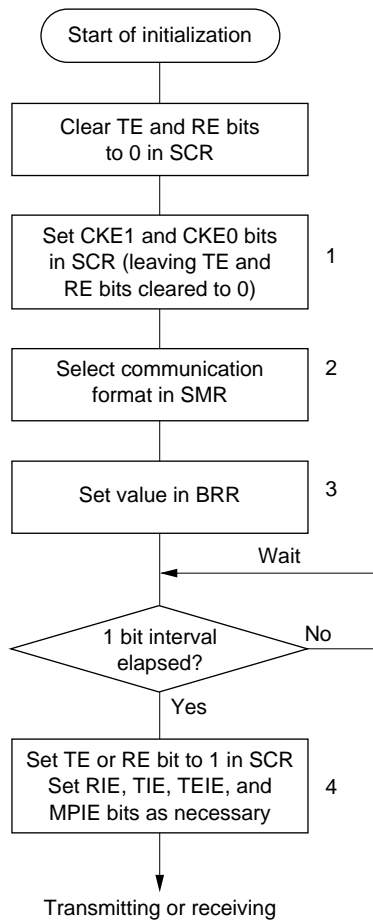 Start of initialization
Clear TE and RE bits
to 0 in SCR
Set CKE1 and CKE0 bits
in SCR (leaving TE and
RE bits cleared to 0)
1
Select communication
format in SMR
2
Set value in BRR
3
Wait
1 bit interval
elapsed?
No
Yes
Set TE or RE bit to 1 in SCR
Set RIE, TIE, TEIE, and
MPIE bits as necessary
4
Transmitting or receiving